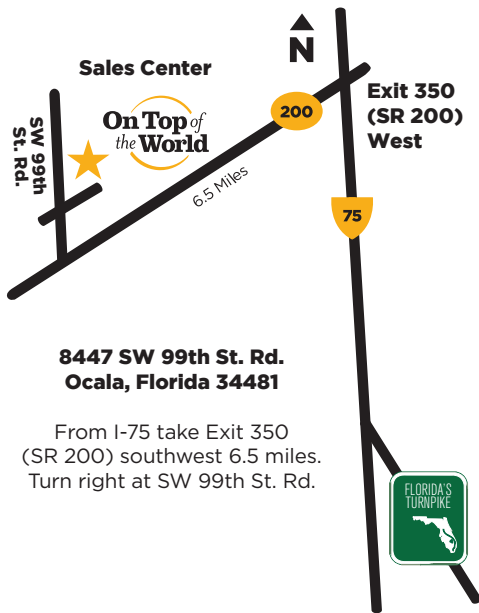 N
Sales Center
On Top of
the World
SW 99th
St. Rd.
200
Exit 350
(SR 200)
West
6.5 Miles
75
8447 SW 99th St. Rd.
Ocala, Florida 34481
From I-75 take Exit 350
(SR 200) southwest 6.5 miles.
Turn right at SW 99th St. Rd.
FLORIDA'S
TURNPIKE